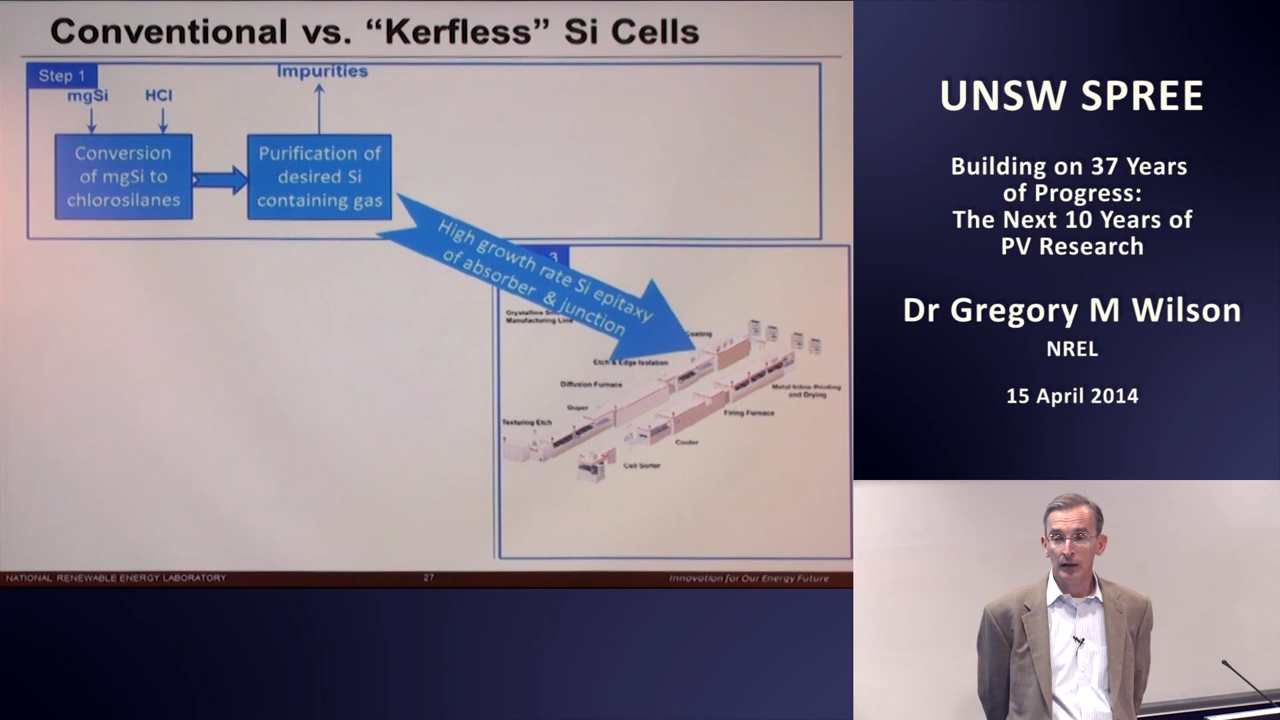 Conventional vs. “Kerfless” Si Cells
Step 1
Impurities
mgSi
HCl
Conversion
of mgSi to
chlorosilanes
Purification of
desired Si
containing gas
High growth rate Si epitaxy
of absorber & junction
3
Crystalline
Manufacturing Line
Coating
Etch & Edge Isolation
Diffusion Furnace
Texturing Etch
Metal Inline Printing
and Drying
Firing Furnace
Cooler
Cell Sorter
NATIONAL RENEWABLE ENERGY LABORATORY
27
Innovation for Our Energy Future
UNSW SPREE
Building on 37 Years
of Progress:
The Next 10 Years of
PV Research
Dr Gregory M Wilson
NREL
15 April 2014